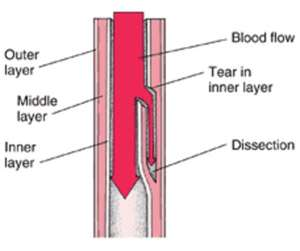 Outer
layer
Middle
layer
Inner
layer
Blood flow
Tear in
inner layer
Dissection